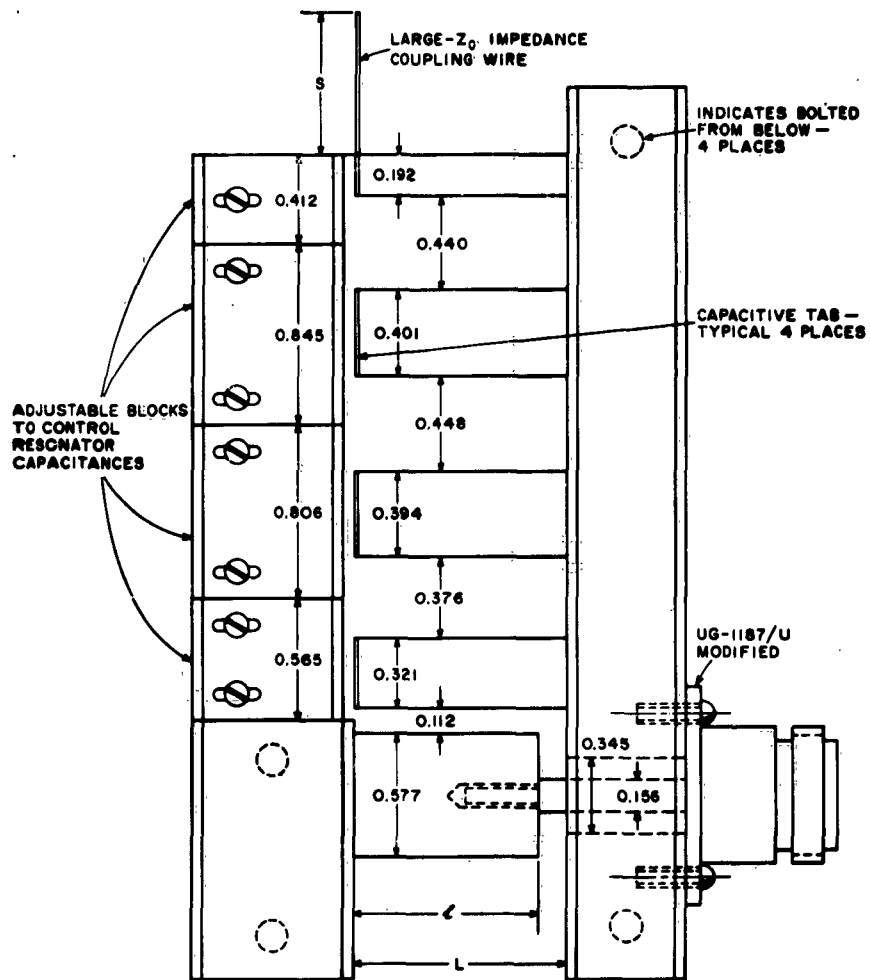 LARGE-Z₀ IMPEDANCE
COUPLING WIRE
S
INDICATES BOLTED
FROM BELOW—
4 PLACES
0.192
0.412
0.440
CAPACITIVE TAB—
TYPICAL 4 PLACES
0.401
0.845
ADJUSTABLE BLOCKS
TO CONTROL
RESONATOR
CAPACITANCES
0.448
0.806
0.394
0.376
UG-1187/U
MODIFIED
0.565
0.321
0.112
0.345
0.577
0.156
ℓ
L